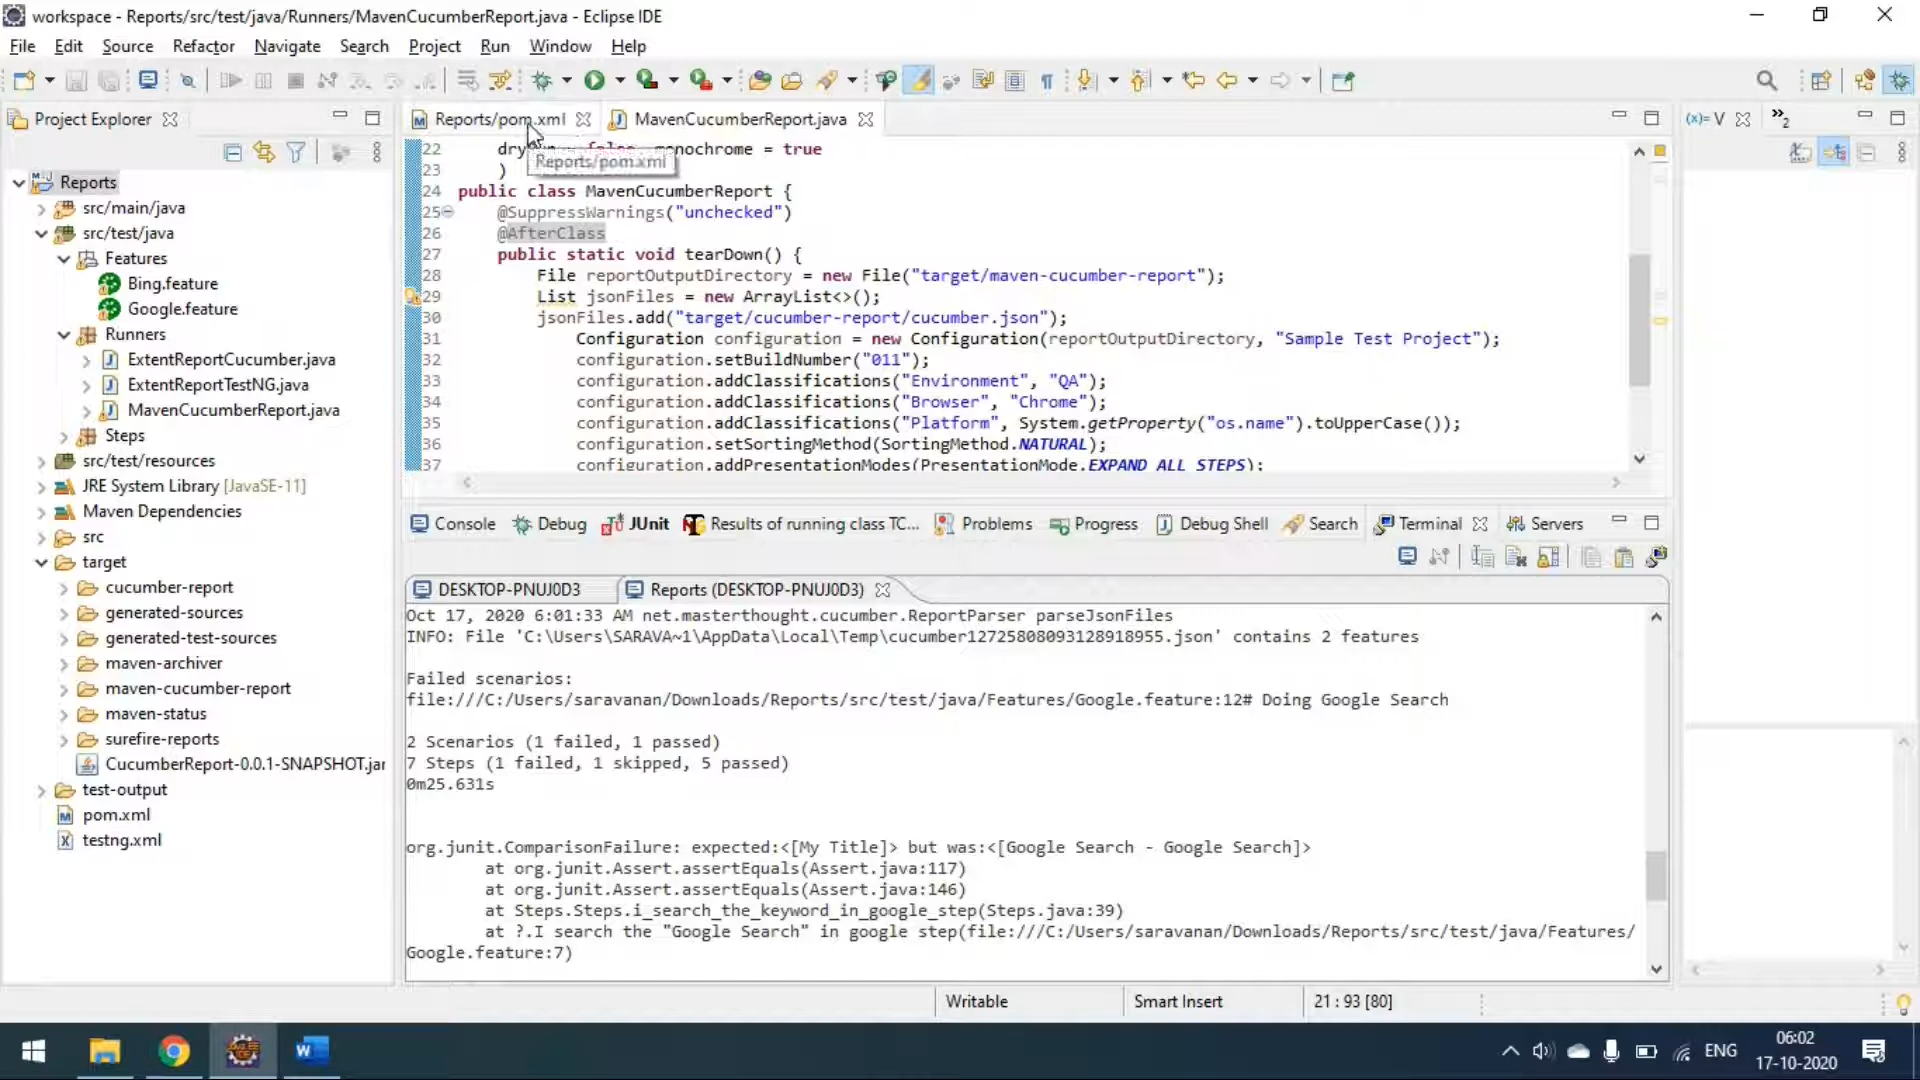 workspace - Reports/src/test/java/Runners/MavenCucumberReport.java - Eclipse IDE
File Edit Source Refactor Navigate Search Project Run Window Help
Project Explorer
Reports
src/main/java
src/test/java
Features
Bing.feature
Google.feature
Runners
ExtentReportCucumber.java
ExtentReportTestNG.java
MavenCucumberReport.java
Steps
src/test/resources
JRE System Library [JavaSE-11]
Maven Dependencies
src
target
cucumber-report
generated-sources
generated-test-sources
maven-archiver
maven-cucumber-report
maven-status
surefire-reports
CucumberReport-0.0.1-SNAPSHOT.jar
test-output
pom.xml
testng.xml
Reports/pom.xml MavenCucumberReport.java
Reports/pom.xml
22 monochrome = true
23 )
24 public class MavenCucumberReport {
25 @SuppressWarnings("unchecked")
26 @AfterClass
27 public static void tearDown() {
28 File reportOutputDirectory = new File("target/maven-cucumber-report");
29 List jsonFiles = new ArrayList<>();
30 jsonFiles.add("target/cucumber-report/cucumber.json");
31 Configuration configuration = new Configuration(reportOutputDirectory, "Sample Test Project");
32 configuration.setBuildNumber("011");
33 configuration.addClassifications("Environment", "QA");
34 configuration.addClassifications("Browser", "Chrome");
35 configuration.addClassifications("Platform", System.getProperty("os.name").toUpperCase());
36 configuration.setSortingMethod(SortingMethod.NATURAL);
37 configuration.addPresentationModes(PresentationMode.EXPAND_ALL_STEPS);
(x)= V »2
Console Debug JUnit Results of running class TC... Problems Progress Debug Shell Search Terminal Servers
DESKTOP-PNUJ0D3 Reports (DESKTOP-PNUJ0D3)
Oct 17, 2020 6:01:33 AM net.masterthought.cucumber.ReportParser parseJsonFiles
INFO: File 'C:\Users\SARAVA~1\AppData\Local\Temp\cucumber12725808093128918955.json' contains 2 features
Failed scenarios:
file:///C:/Users/saravanan/Downloads/Reports/src/test/java/Features/Google.feature:12# Doing Google Search
2 Scenarios (1 failed, 1 passed)
7 Steps (1 failed, 1 skipped, 5 passed)
0m25.631s
org.junit.ComparisonFailure: expected:<[My Title]> but was:<[Google Search - Google Search]>
at org.junit.Assert.assertEquals(Assert.java:117)
at org.junit.Assert.assertEquals(Assert.java:146)
at Steps.Steps.i_search_the_keyword_in_google_step(Steps.java:39)
at ?.I search the "Google Search" in google step(file:///C:/Users/saravanan/Downloads/Reports/src/test/java/Features/
Google.feature:7)
Writable Smart Insert 21 : 93 [80]
ENG
06:02
17-10-2020